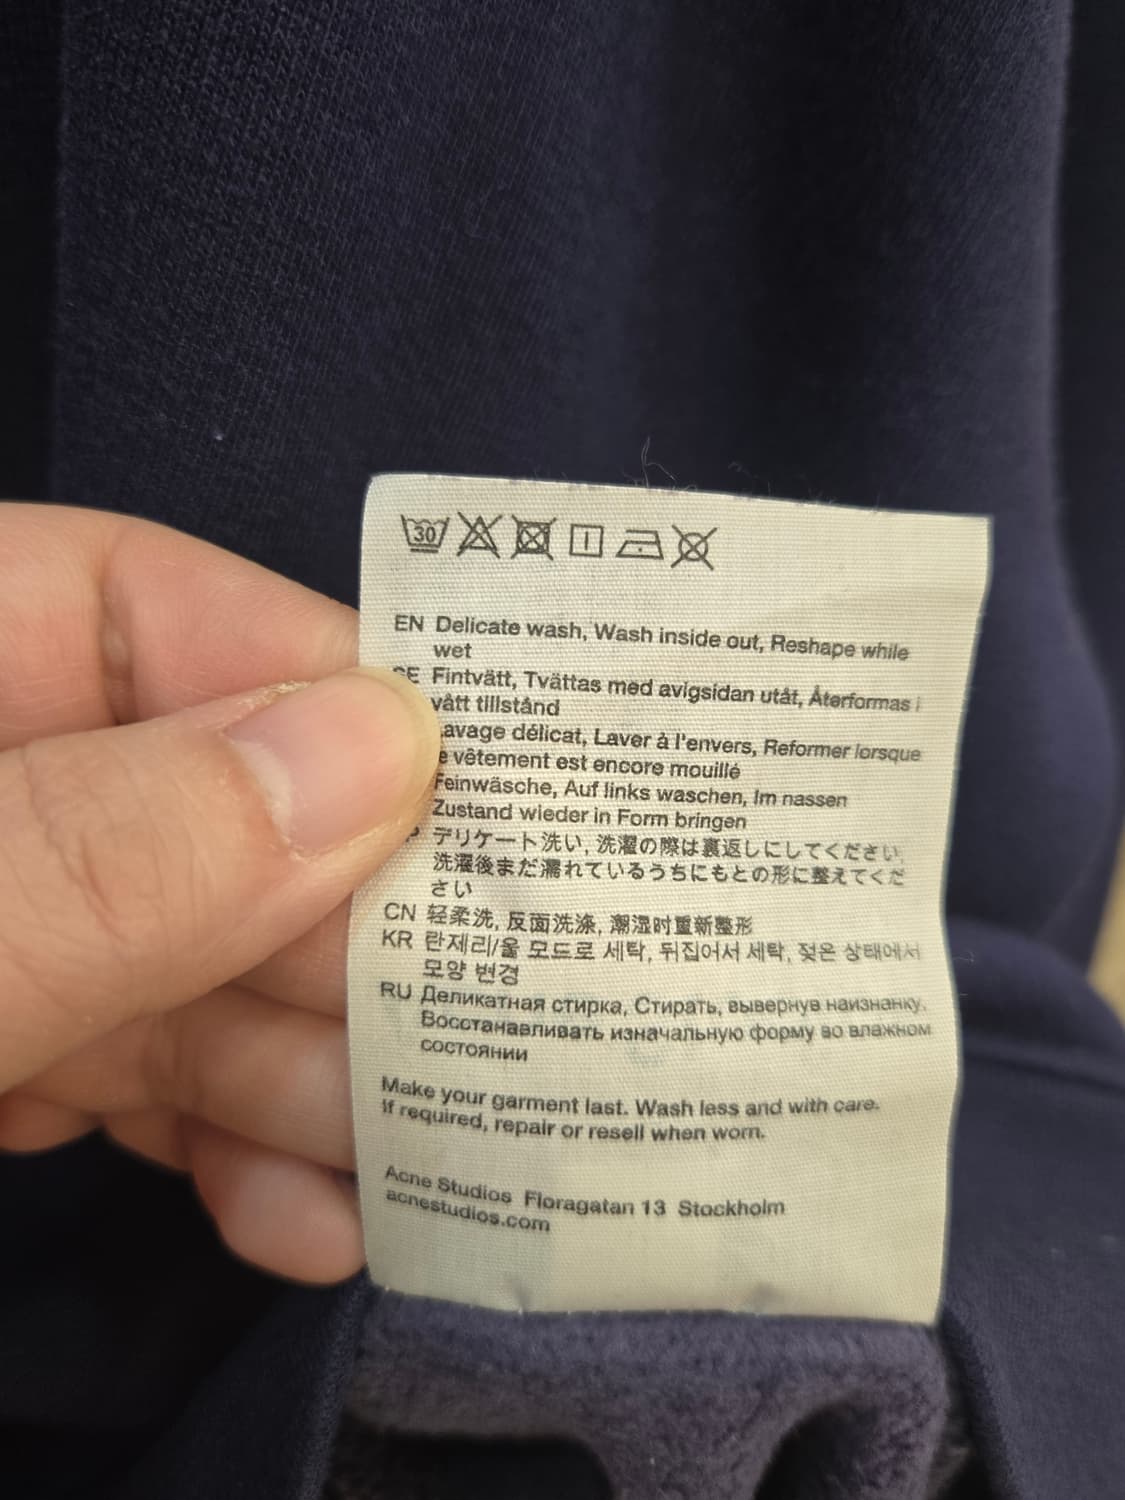 30
EN Delicate wash, Wash inside out, Reshape while
wet
SE Fintvätt, Tvättas med avigsidan utåt, Återformas i
vått tillstånd
avage délicat, Laver à l'envers, Reformer lorsque
e vêtement est encore mouillé
Feinwäsche, Auf links waschen, Im nassen
Zustand wieder in Form bringen
P デリケート洗い, 洗濯の際は裏返しにしてください,
洗濯後まだ濡れているうちにもとの形に整えてくだ
さい
CN 轻柔洗, 反面洗涤, 潮湿时重新整形
KR 란제리/울 모드로 세탁, 뒤집어서 세탁, 젖은 상태에서
모양 변경
RU Деликатная стирка, Стирать, вывернув наизнанку.
Восстанавливать изначальную форму во влажном
состоянии
Make your garment last. Wash less and with care.
If required, repair or resell when worn.
Acne Studios Floragatan 13 Stockholm
acnestudios.com